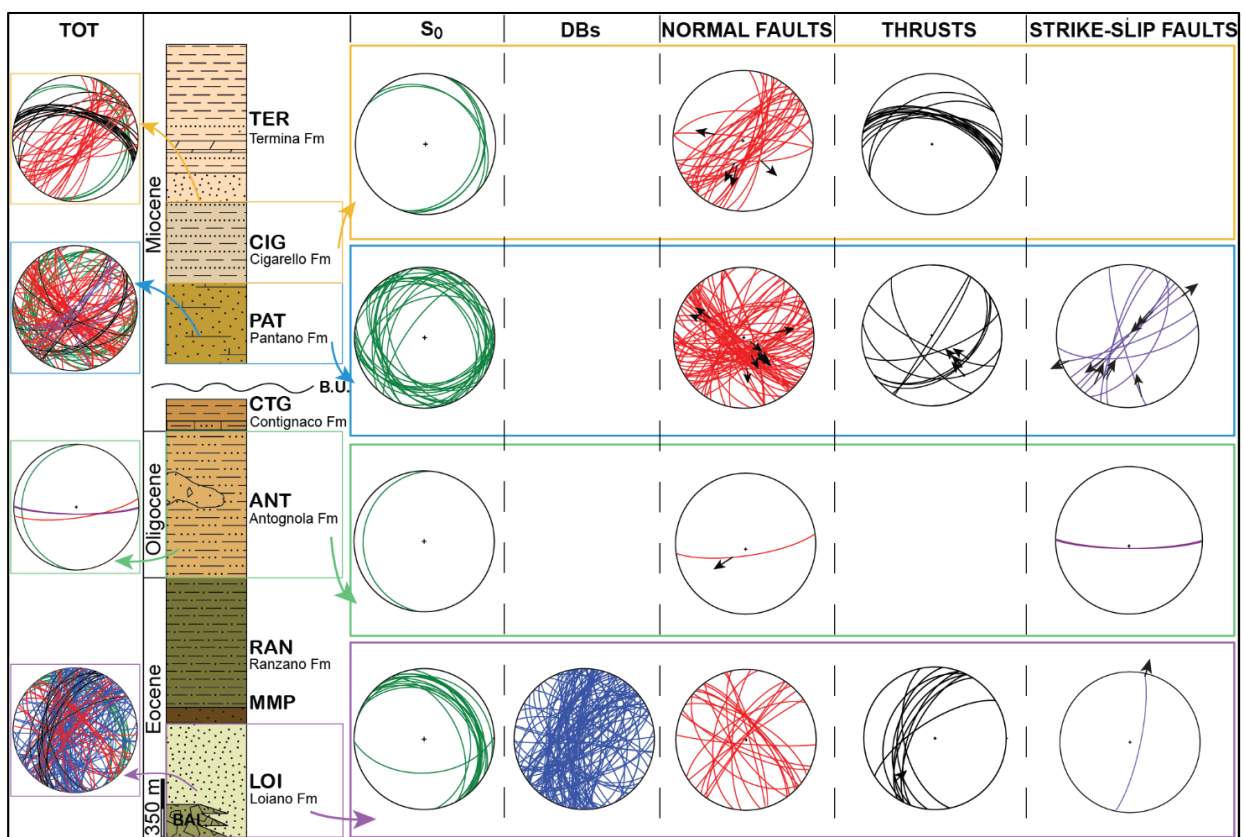 TOT
S0
DBs
NORMAL FAULTS
THRUSTS
STRIKE-SLIP FAULTS
Miocene
TER
Termina Fm
CIG
Cigarello Fm
PAT
Pantano Fm
B.U.
CTG
Contignaco Fm
Oligocene
ANT
Antognola Fm
Eocene
RAN
Ranzano Fm
MMP
LOI
Loiano Fm
BAI
350 m